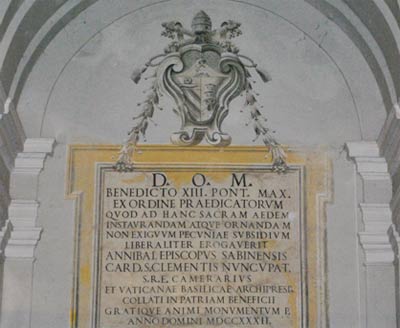 D. O. M.
BENEDICTO XIII. PONT. MAX.
EX ORDINE PRAEDICATORVM
QVOD AD HANC SACRAM AEDEM
INSTAVRANDAM ATQVE ORNANDAM
NON EXIGVVM PECVNIAE SVBSIDIVM
LIBERALITER EROGAVERIT
ANNIBAL EPISCOPVS SABINENSIS
CARD. S. CLEMENTIS NVNCVPAT.
S. R. E. CAMERARIVS
ET VATICANAE BASILICAE ARCHIPRESB.
COLLATI IN PATRIAM BENEFICII
GRATIQVE ANIMI MONVMENTVM P.
ANNO DOMINI MDCCXXXII.